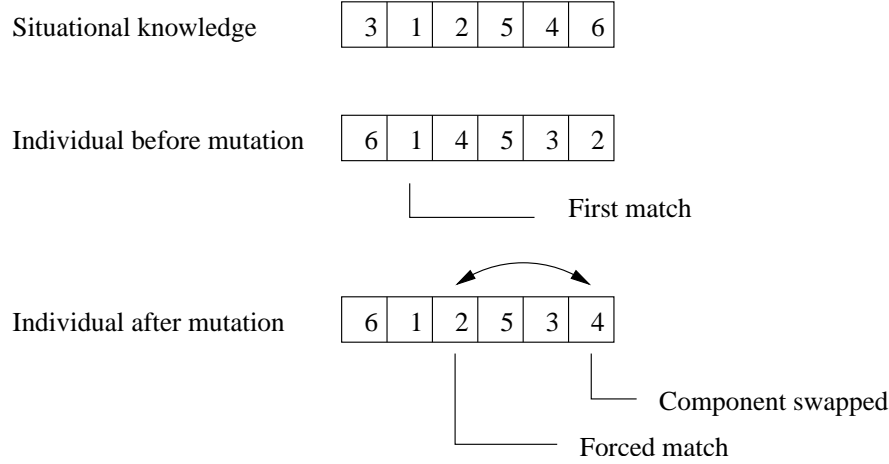 Situational knowledge 3 1 2 5 4 6
Individual before mutation 6 1 4 5 3 2
First match
Individual after mutation 6 1 2 5 3 4
Component swapped
Forced match